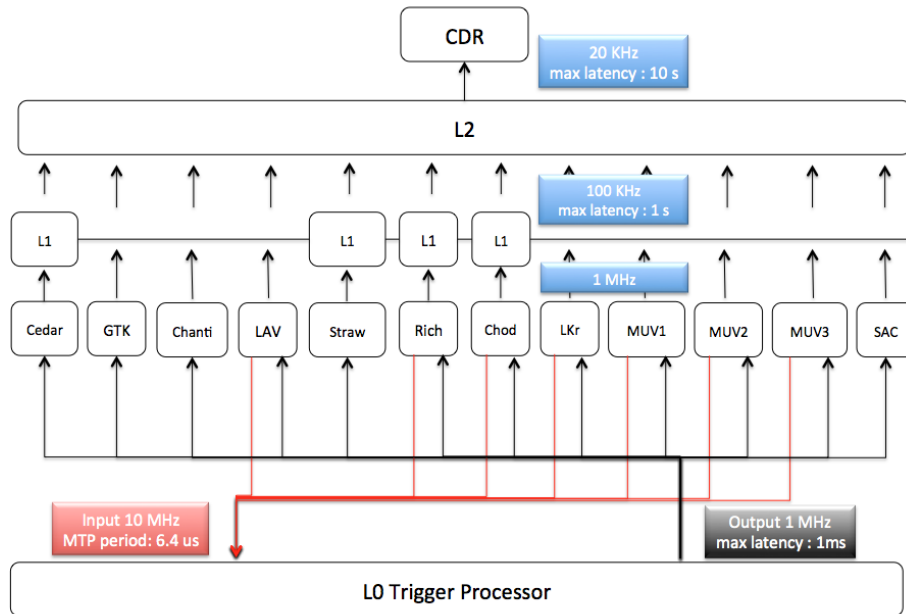 CDR
20 KHz
max latency : 10 s
L2
100 KHz
max latency : 1 s
L1
L1
L1
L1
1 MHz
Cedar
GTK
Chanti
LAV
Straw
Rich
Chod
LKr
MUV1
MUV2
MUV3
SAC
Input 10 MHz
MTP period: 6.4 us
Output 1 MHz
max latency : 1ms
L0 Trigger Processor